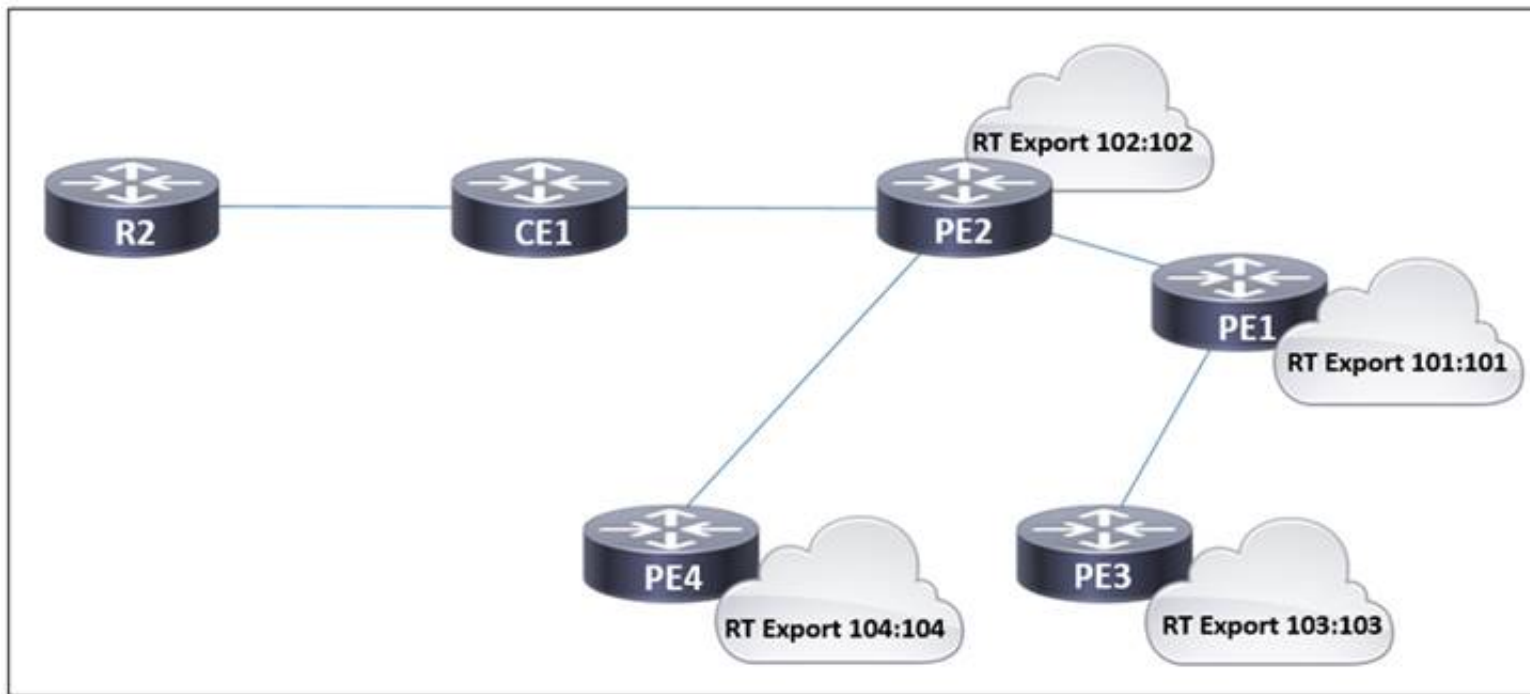 RT Export 102:102
R2
CE1
PE2
PE1
RT Export 101:101
PE4
RT Export 104:104
PE3
RT Export 103:103